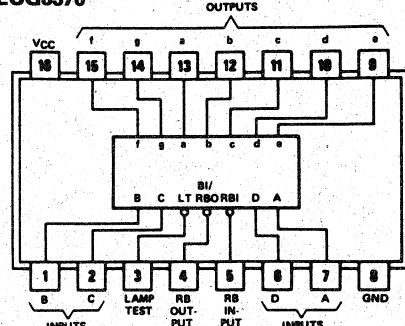 OUTPUTS
VCC f g a b c d e
16 15 14 13 12 11 10 9
f g a b c d e
BI/
B C LT RBO RBI D A
1 2 3 4 5 6 7 8
B C LAMP RB RB D A GND
TEST OUT- IN-
PUT PUT
INPUTS INPUTS